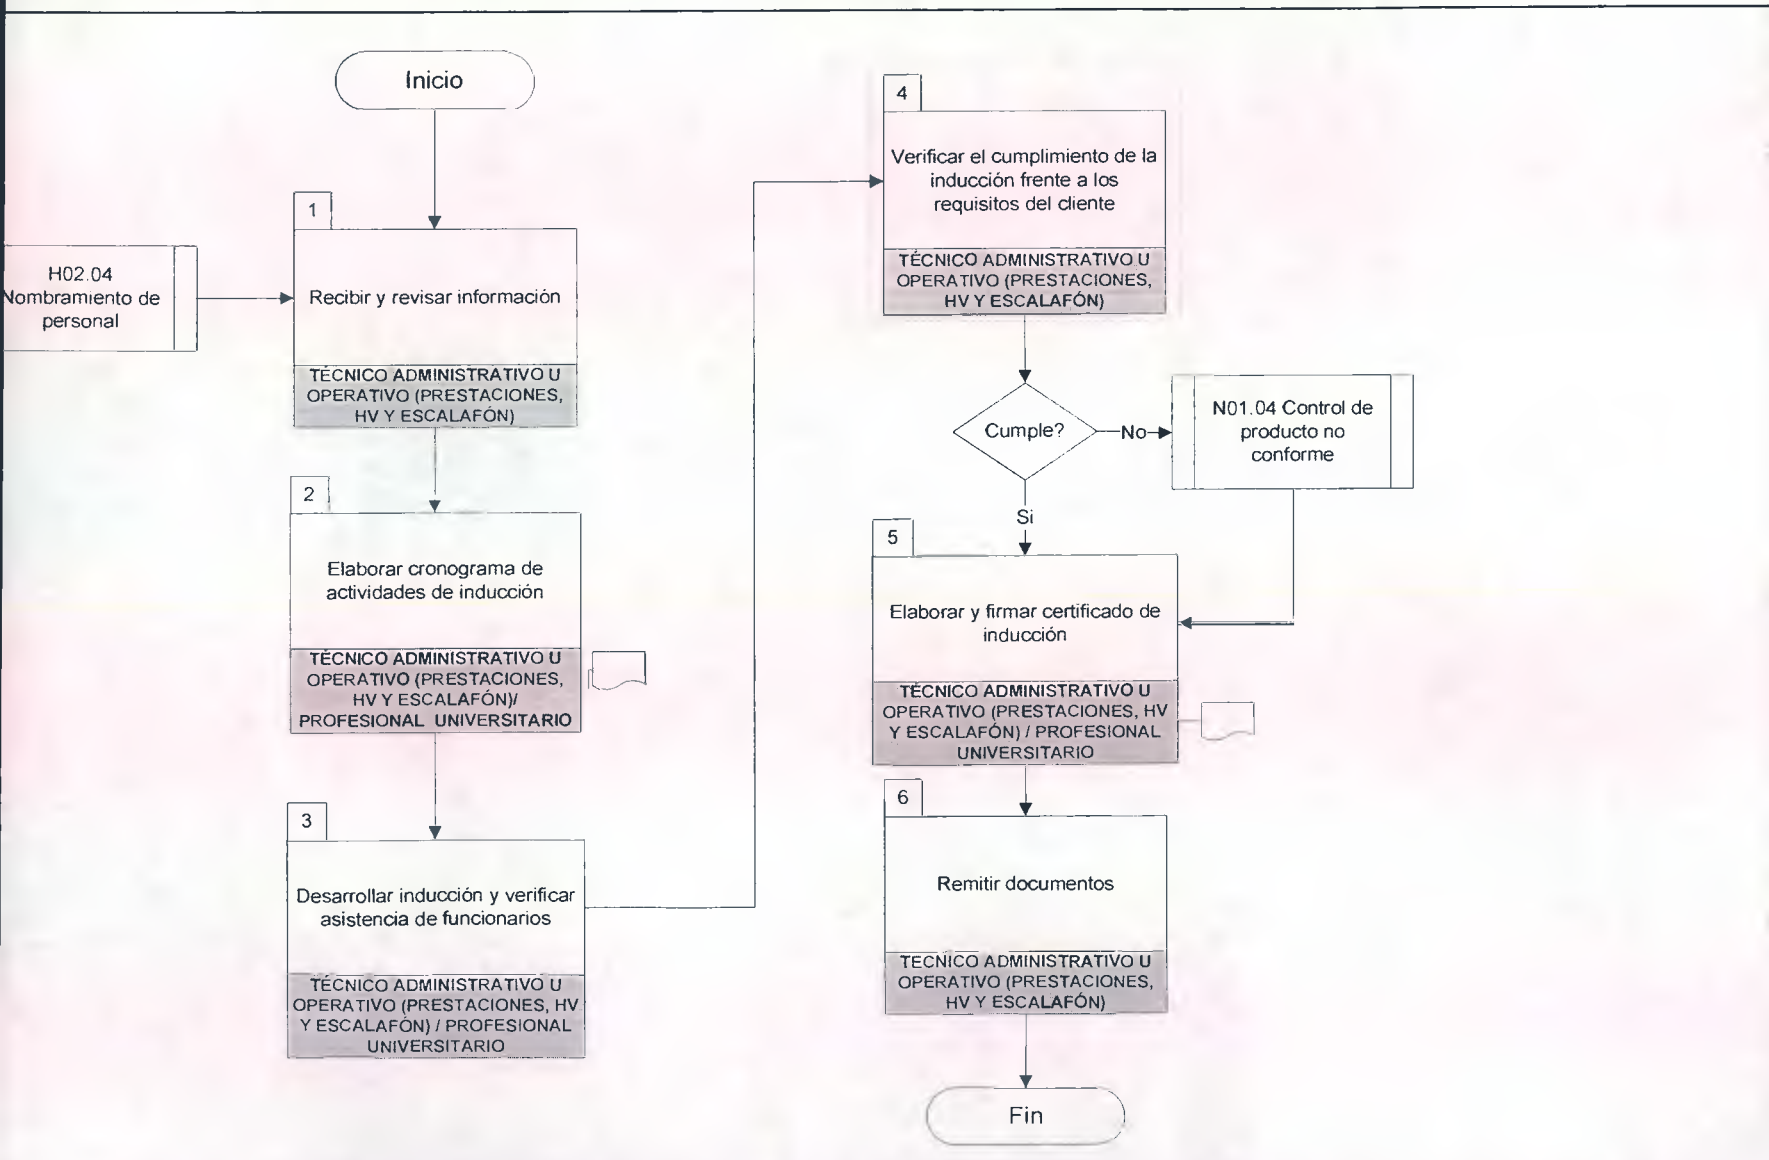 Inicio
1
H02.04
Nombramiento de
personal
Recibir y revisar información
TÉCNICO ADMINISTRATIVO U
OPERATIVO (PRESTACIONES,
HV Y ESCALAFÓN)
2
Elaborar cronograma de
actividades de inducción
TÉCNICO ADMINISTRATIVO U
OPERATIVO (PRESTACIONES,
HV Y ESCALAFÓN)/
PROFESIONAL UNIVERSITARIO
3
Desarrollar inducción y verificar
asistencia de funcionarios
TÉCNICO ADMINISTRATIVO U
OPERATIVO (PRESTACIONES, HV
Y ESCALAFÓN) / PROFESIONAL
UNIVERSITARIO
4
Verificar el cumplimiento de la
inducción frente a los
requisitos del cliente
TÉCNICO ADMINISTRATIVO U
OPERATIVO (PRESTACIONES,
HV Y ESCALAFÓN)
Cumple?
No
N01.04 Control de
producto no
conforme
Si
5
Elaborar y firmar certificado de
inducción
TÉCNICO ADMINISTRATIVO U
OPERATIVO (PRESTACIONES, HV
Y ESCALAFÓN) / PROFESIONAL
UNIVERSITARIO
6
Remitir documentos
TÉCNICO ADMINISTRATIVO U
OPERATIVO (PRESTACIONES,
HV Y ESCALAFÓN)
Fin